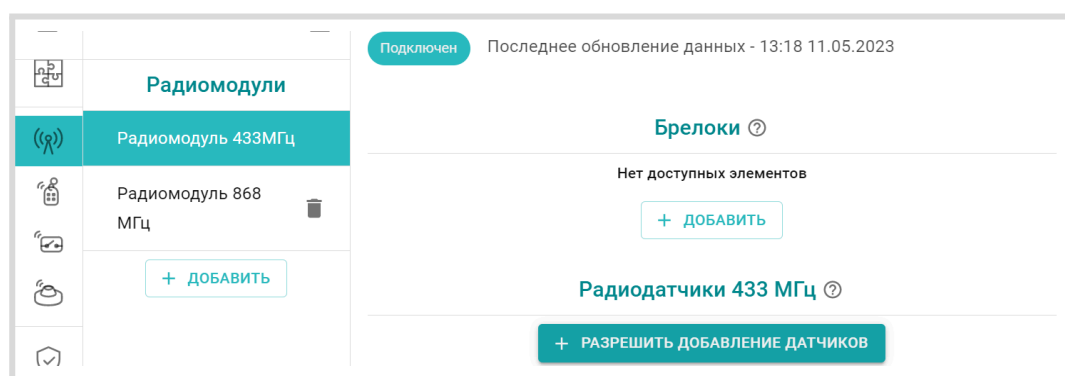 Подключен
Последнее обновление данных - 13:18 11.05.2023
Радиомодули
Радиомодуль 433МГц
Радиомодуль 868
МГц
+ ДОБАВИТЬ
Брелоки
Нет доступных элементов
+ ДОБАВИТЬ
Радиодатчики 433 МГц
+ РАЗРЕШИТЬ ДОБАВЛЕНИЕ ДАТЧИКОВ